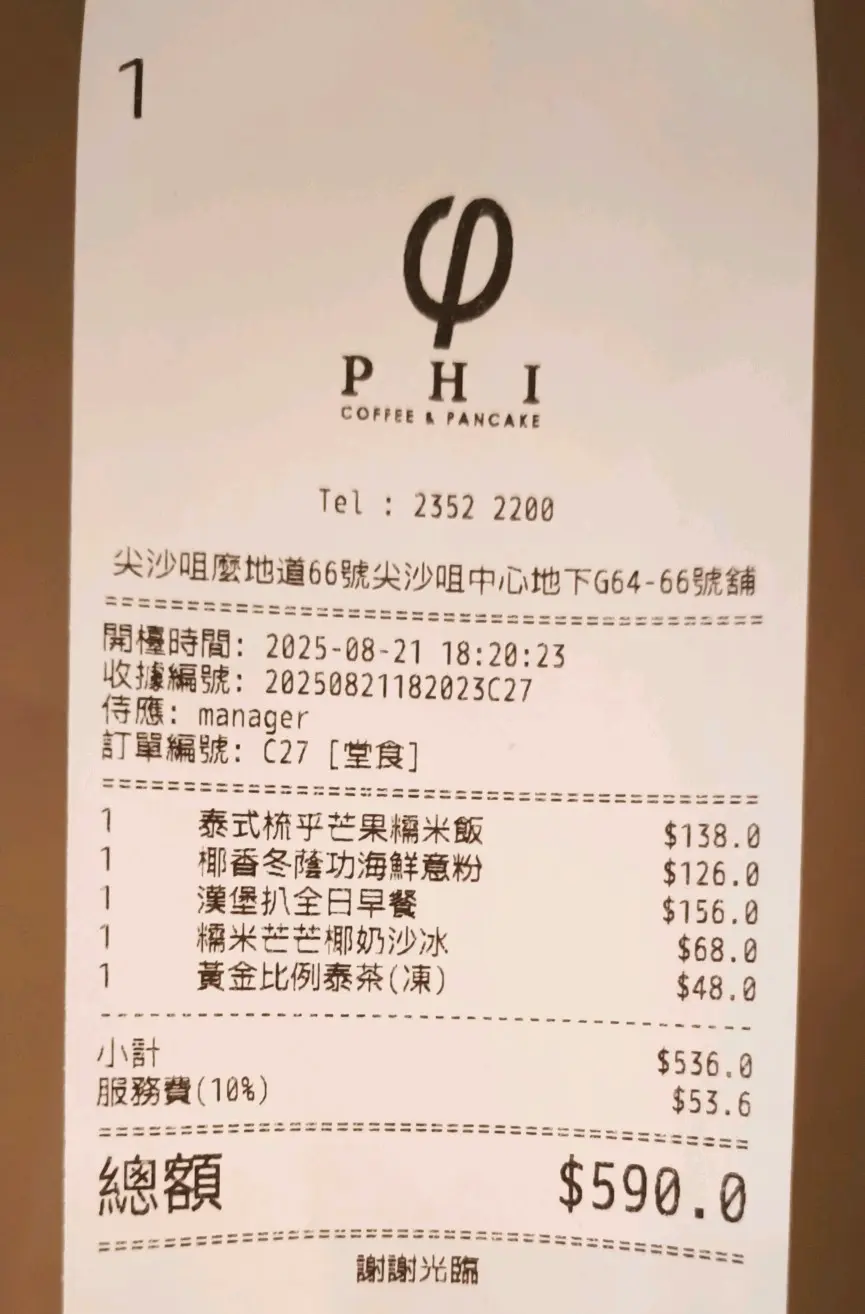 1
φ
PHI
COFFEE & PANCAKE
Tel : 2352 2200
尖沙咀麼地道66號尖沙咀中心地下G64-66號舖
開檯時間: 2025-08-21 18:20:23
收據編號: 20250821182023C27
侍應: manager
訂單編號: C27 [堂食]
1 泰式梳乎芒果糯米飯 $138.0
1 椰香冬蔭功海鮮意粉 $126.0
1 漢堡扒全日早餐 $156.0
1 糯米芒芒椰奶沙冰 $68.0
1 黃金比例泰茶(凍) $48.0
小計 $536.0
服務費(10%) $53.6
總額 $590.0
謝謝光臨